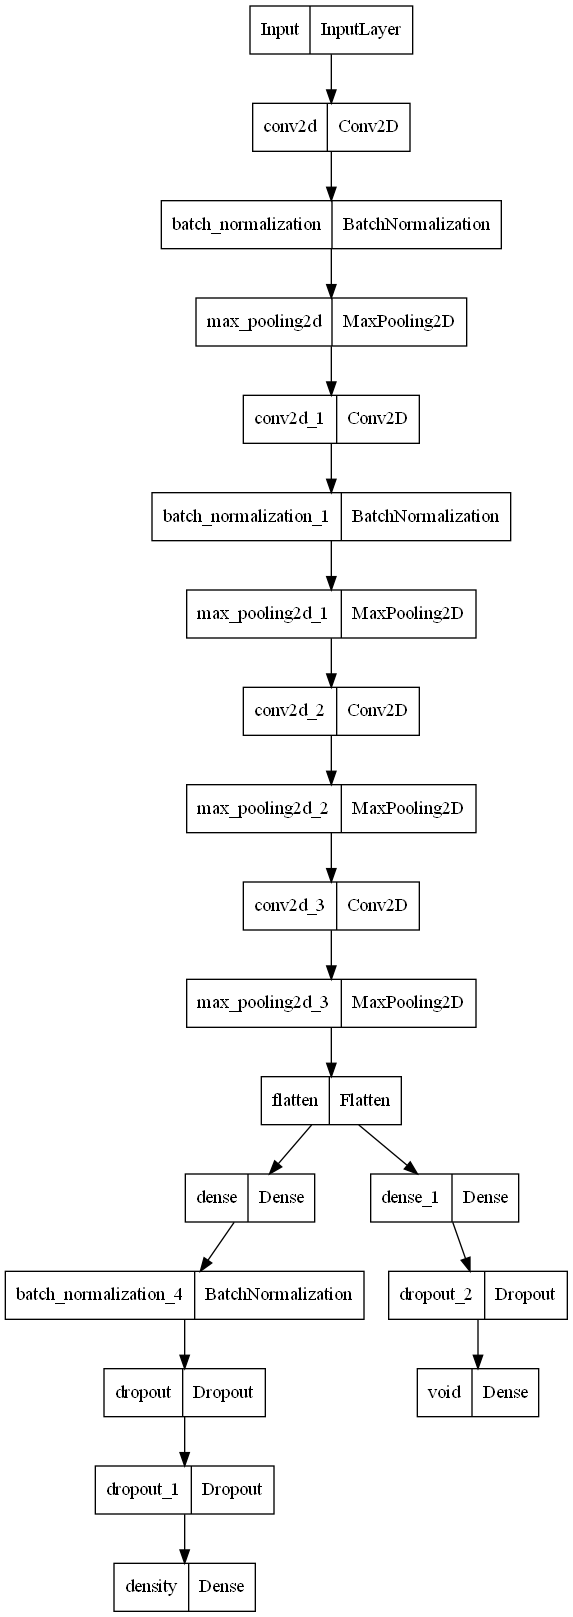 Input InputLayer
conv2d Conv2D
batch_normalization BatchNormalization
max_pooling2d MaxPooling2D
conv2d_1 Conv2D
batch_normalization_1 BatchNormalization
max_pooling2d_1 MaxPooling2D
conv2d_2 Conv2D
max_pooling2d_2 MaxPooling2D
conv2d_3 Conv2D
max_pooling2d_3 MaxPooling2D
flatten Flatten
dense Dense
dense_1 Dense
batch_normalization_4 BatchNormalization
dropout_2 Dropout
dropout Dropout
void Dense
dropout_1 Dropout
density Dense